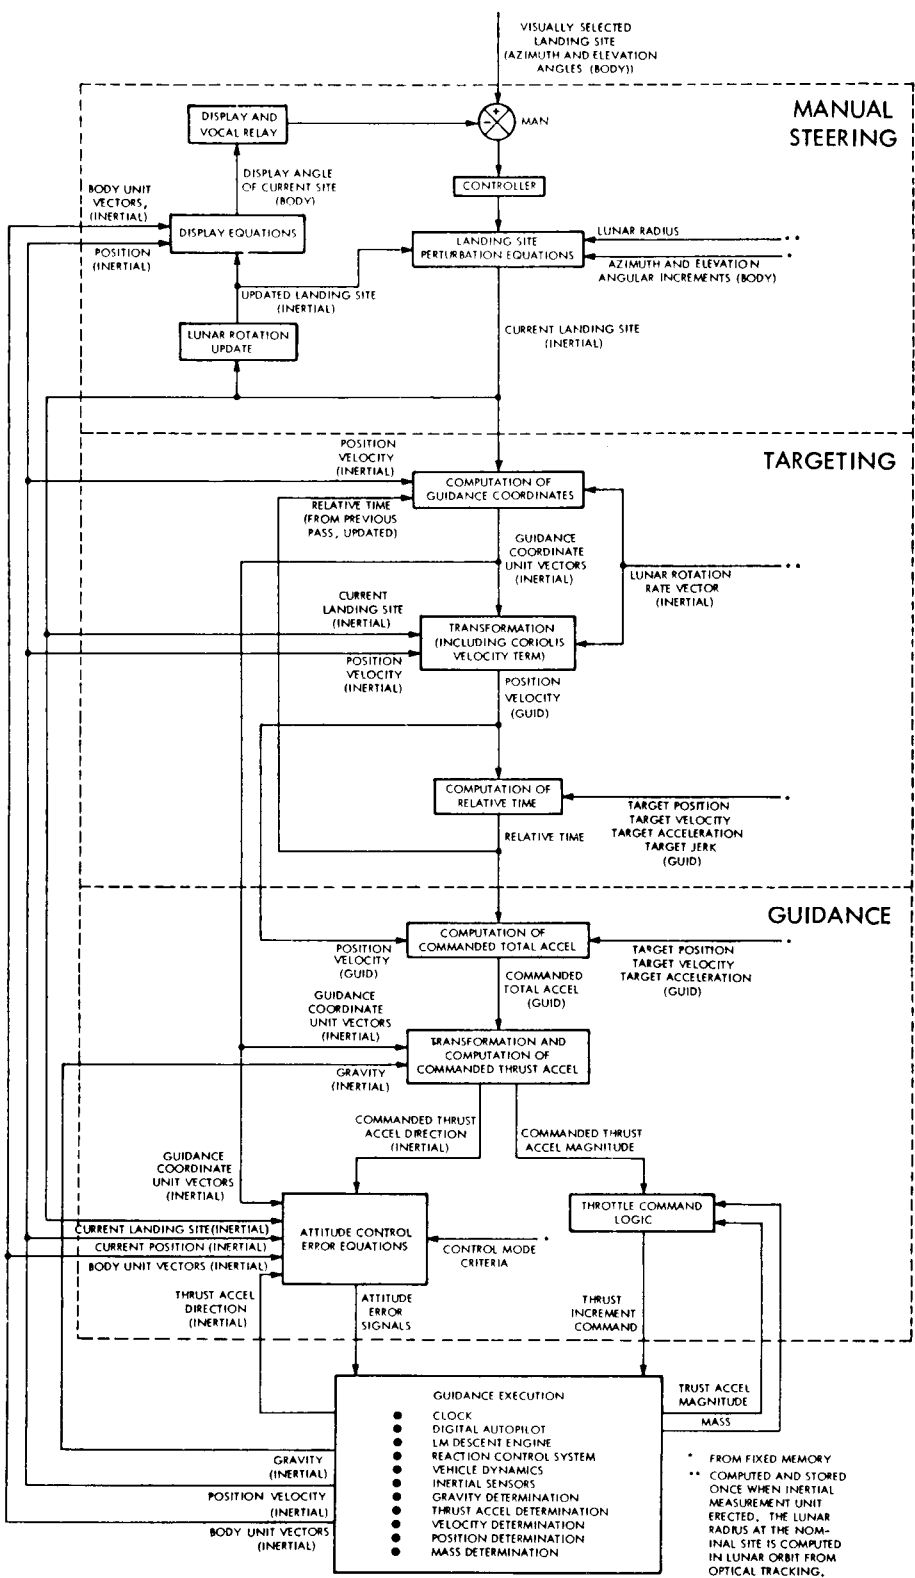 VISUALLY SELECTED
LANDING SITE
(AZIMUTH AND ELEVATION
ANGLES (BODY))
MANUAL
STEERING
DISPLAY AND
VOCAL RELAY
+
-
MAN
DISPLAY ANGLE
OF CURRENT SITE
(BODY)
CONTROLLER
BODY UNIT
VECTORS,
(INERTIAL)
POSITION
(INERTIAL)
DISPLAY EQUATIONS
LANDING SITE
PERTURBATION EQUATIONS
LUNAR RADIUS
**
AZIMUTH AND ELEVATION
ANGULAR INCREMENTS (BODY)
*
UPDATED LANDING SITE
(INERTIAL)
LUNAR ROTATION
UPDATE
CURRENT LANDING SITE
(INERTIAL)
TARGETING
POSITION
VELOCITY
(INERTIAL)
COMPUTATION OF
GUIDANCE COORDINATES
RELATIVE TIME
(FROM PREVIOUS
PASS, UPDATED)
GUIDANCE
COORDINATE
UNIT VECTORS
(INERTIAL)
**
LUNAR ROTATION
RATE VECTOR
(INERTIAL)
CURRENT
LANDING SITE
(INERTIAL)
TRANSFORMATION
(INCLUDING CORIOLIS
VELOCITY TERM)
POSITION
VELOCITY
(INERTIAL)
POSITION
VELOCITY
(GUID)
COMPUTATION OF
RELATIVE TIME
*
TARGET POSITION
TARGET VELOCITY
TARGET ACCELERATION
TARGET JERK
(GUID)
RELATIVE TIME
GUIDANCE
COMPUTATION OF
COMMANDED TOTAL ACCEL
*
POSITION
VELOCITY
(GUID)
TARGET POSITION
TARGET VELOCITY
TARGET ACCELERATION
(GUID)
COMMANDED
TOTAL ACCEL
(GUID)
GUIDANCE
COORDINATE
UNIT VECTORS
(INERTIAL)
TRANSFORMATION AND
COMPUTATION OF
COMMANDED THRUST ACCEL
GRAVITY
(INERTIAL)
COMMANDED THRUST
ACCEL DIRECTION
(INERTIAL)
COMMANDED THRUST
ACCEL MAGNITUDE
GUIDANCE
COORDINATE
UNIT VECTORS
(INERTIAL)
ATTITUDE CONTROL
ERROR EQUATIONS
THROTTLE COMMAND
LOGIC
CURRENT LANDING SITE(INERTIAL)
CURRENT POSITION (INERTIAL)
BODY UNIT VECTORS (INERTIAL)
*
CONTROL MODE
CRITERIA
THRUST ACCEL
DIRECTION
(INERTIAL)
ATTITUDE
ERROR
SIGNALS
THRUST
INCREMENT
COMMAND
GUIDANCE EXECUTION
● CLOCK
● DIGITAL AUTOPILOT
● LM DESCENT ENGINE
● REACTION CONTROL SYSTEM
● VEHICLE DYNAMICS
● INERTIAL SENSORS
● GRAVITY DETERMINATION
● THRUST ACCEL DETERMINATION
● VELOCITY DETERMINATION
● POSITION DETERMINATION
● MASS DETERMINATION
TRUST ACCEL
MAGNITUDE
MASS
GRAVITY
(INERTIAL)
POSITION VELOCITY
(INERTIAL)
BODY UNIT VECTORS
(INERTIAL)
* FROM FIXED MEMORY
** COMPUTED AND STORED
ONCE WHEN INERTIAL
MEASUREMENT UNIT
ERECTED. THE LUNAR
RADIUS AT THE NOM-
INAL SITE IS COMPUTED
IN LUNAR ORBIT FROM
OPTICAL TRACKING.